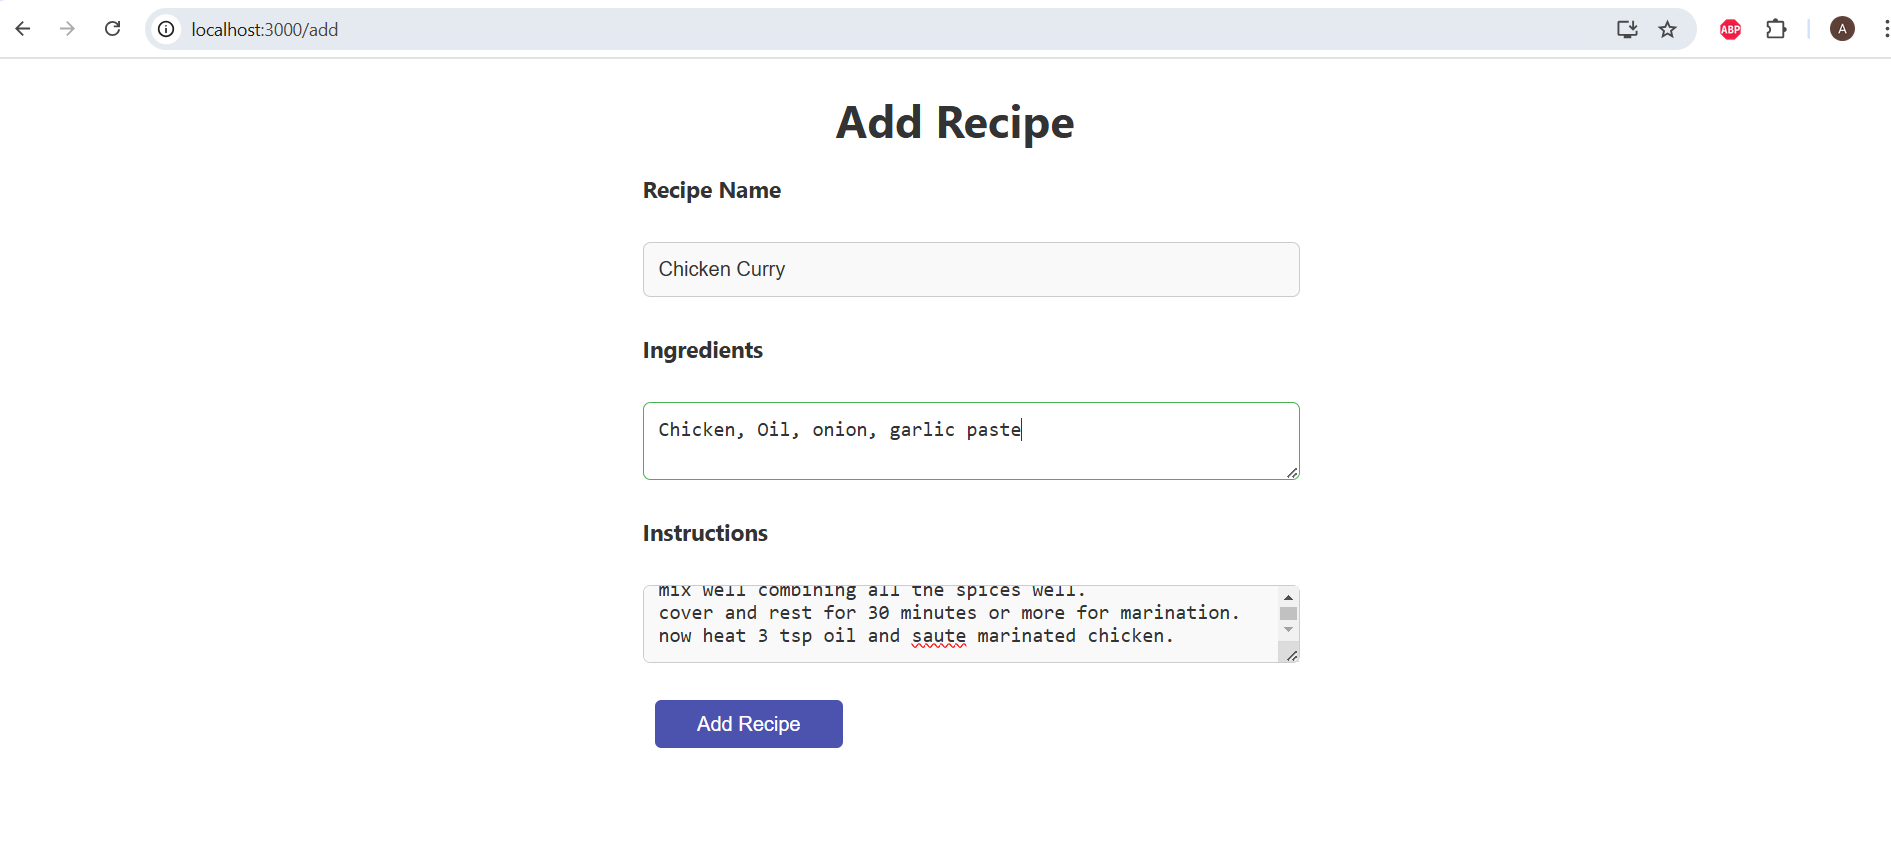 localhost:3000/add
ABP
A
Add Recipe
Recipe Name
Chicken Curry
Ingredients
Chicken, Oil, onion, garlic paste
Instructions
mix well combining all the spices well.
cover and rest for 30 minutes or more for marination.
now heat 3 tsp oil and saute marinated chicken.
Add Recipe